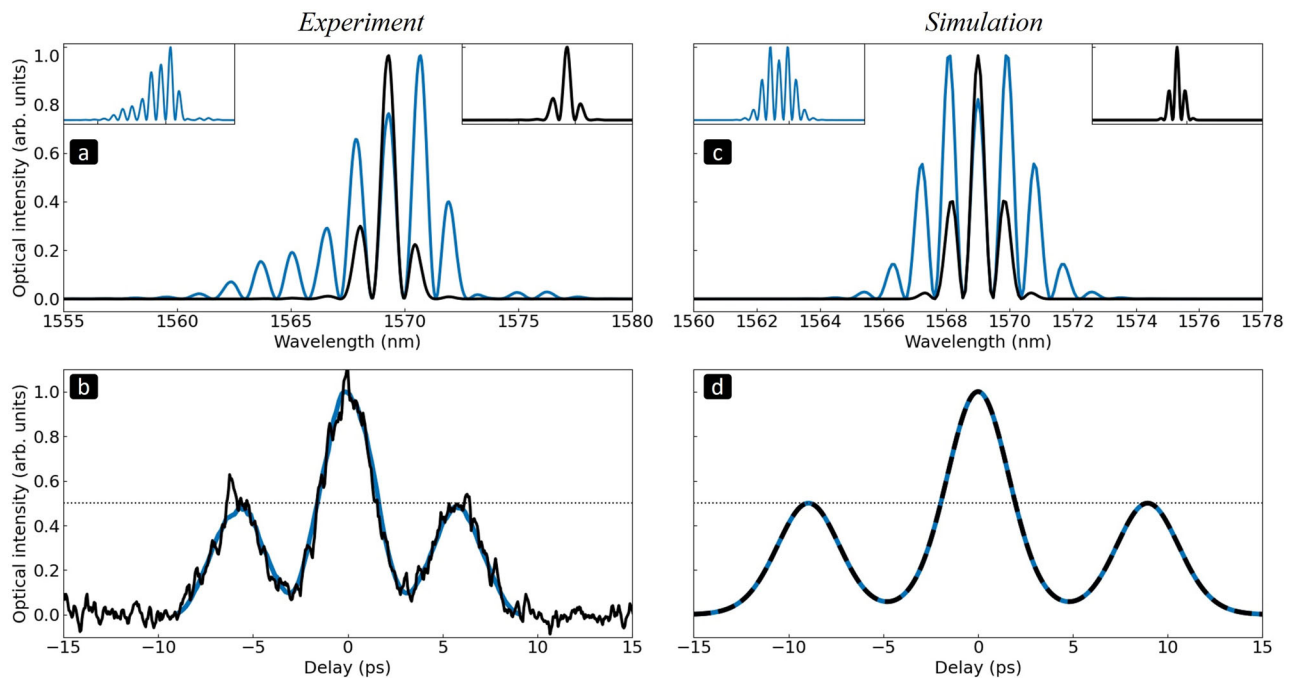 Experiment
Simulation
Optical intensity (arb. units)
1.0
0.8
0.6
0.4
0.2
0.0
a
1555 1560 1565 1570 1575 1580
Wavelength (nm)
c
1560 1562 1564 1566 1568 1570 1572 1574 1576 1578
Wavelength (nm)
Optical intensity (arb. units)
1.0
0.8
0.6
0.4
0.2
0.0
b
−15 −10 −5 0 5 10 15
Delay (ps)
d
−15 −10 −5 0 5 10 15
Delay (ps)